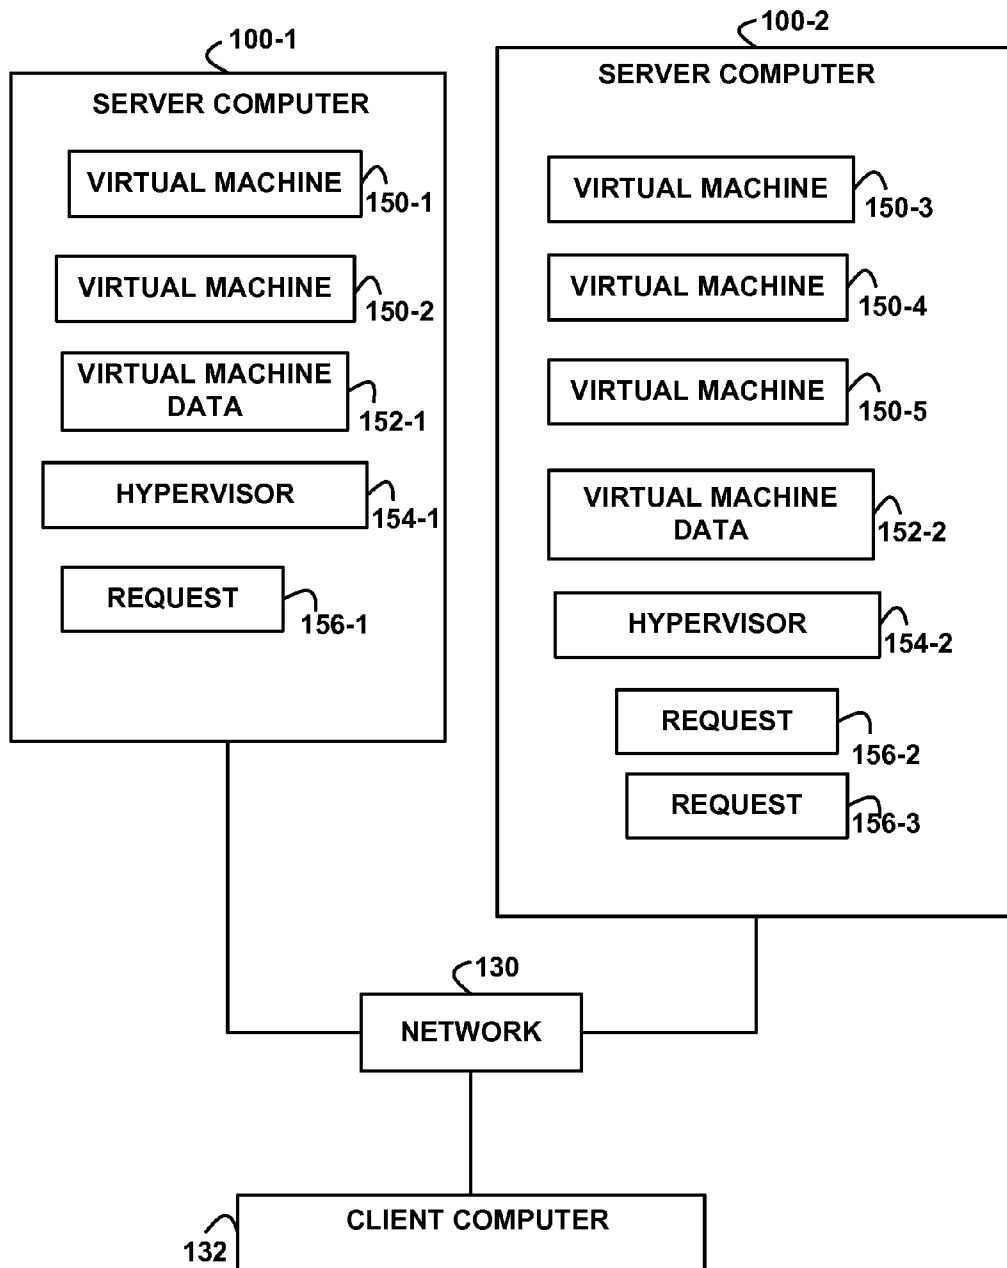 100-1
SERVER COMPUTER
VIRTUAL MACHINE
150-1
VIRTUAL MACHINE
150-2
VIRTUAL MACHINE
DATA
152-1
HYPERVISOR
154-1
REQUEST
156-1
100-2
SERVER COMPUTER
VIRTUAL MACHINE
150-3
VIRTUAL MACHINE
150-4
VIRTUAL MACHINE
150-5
VIRTUAL MACHINE
DATA
152-2
HYPERVISOR
154-2
REQUEST
156-2
REQUEST
156-3
130
NETWORK
CLIENT COMPUTER
132